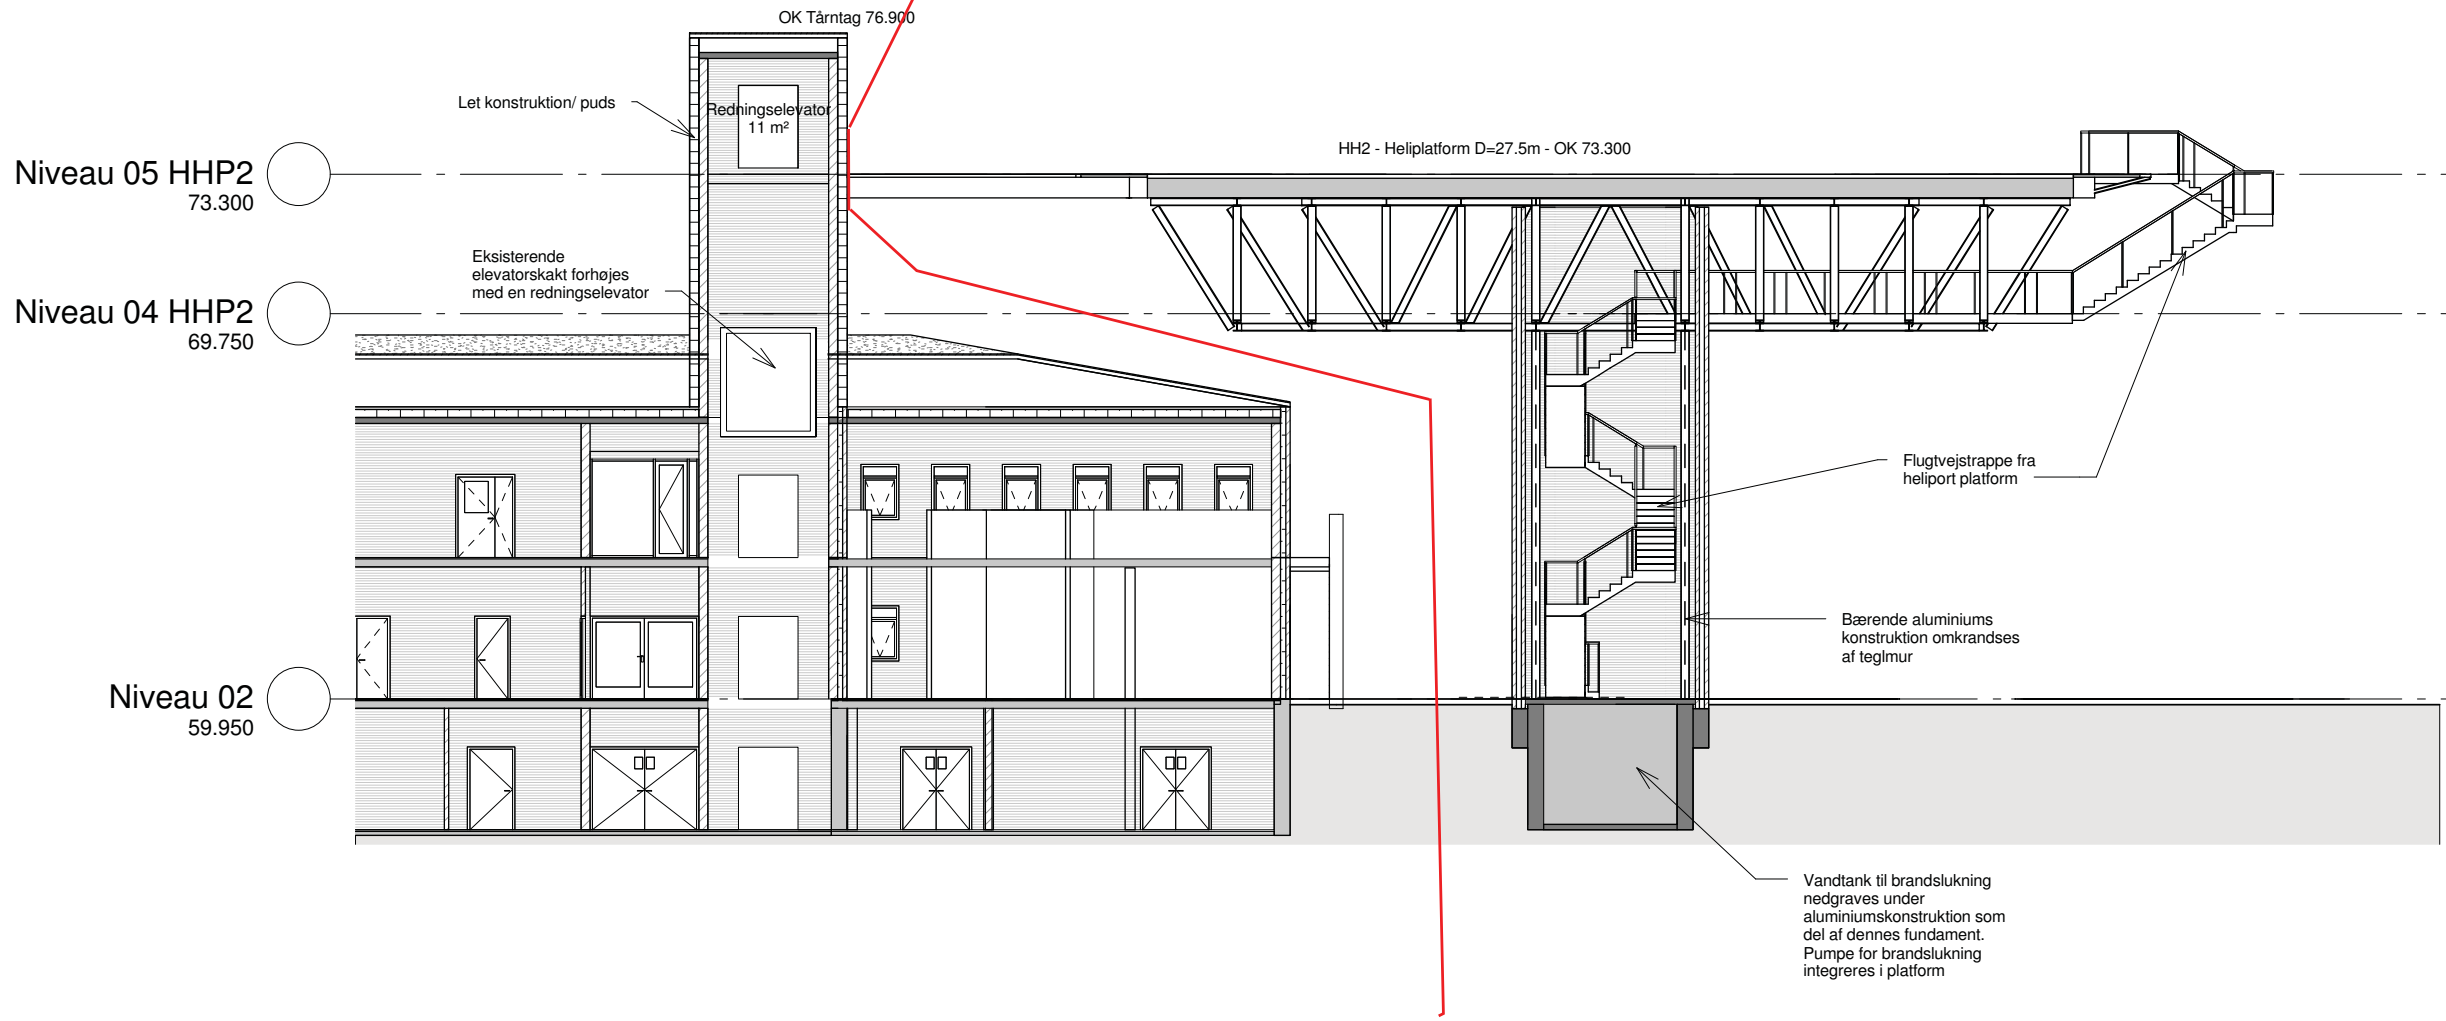 OK Tårntag 76.900
Let konstruktion/ puds
Redningselevator
11 m²
HH2 - Heliplatform D=27.5m - OK 73.300
Niveau 05 HHP2
73.300
Eksisterende
elevatorskakt forhøjes
med en redningselevator
Niveau 04 HHP2
69.750
Flugtvejstrappe fra
heliport platform
Bærende aluminiums
konstruktion omkrandses
af teglmur
Niveau 02
59.950
Vandtank til brandslukning
nedgraves under
aluminiumskonstruktion som
del af dennes fundament.
Pumpe for brandslukning
integreres i platform